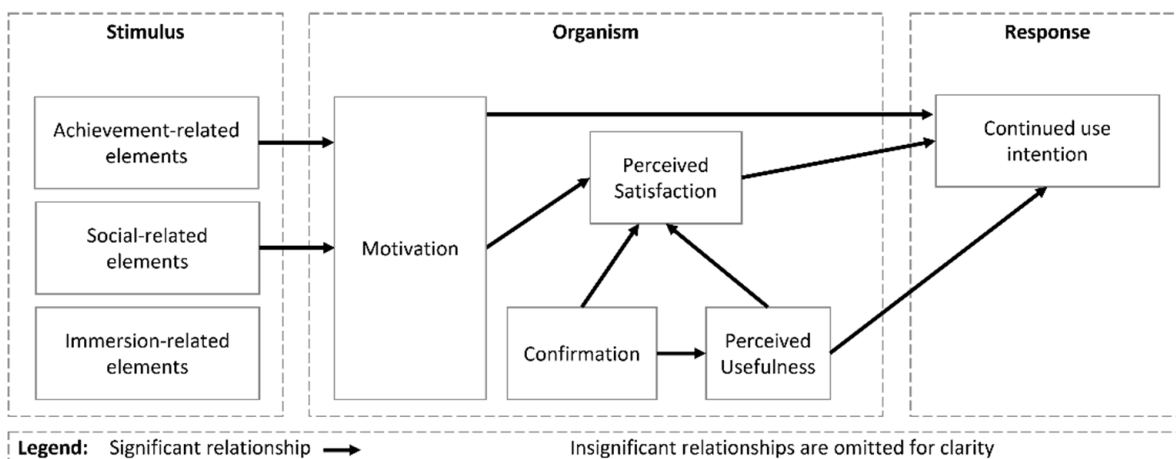 Stimulus
Organism
Response
Achievement-related
elements
Social-related
elements
Immersion-related
elements
Motivation
Perceived
Satisfaction
Confirmation
Perceived
Usefulness
Continued use
intention
Legend: Significant relationship Insignificant relationships are omitted for clarity